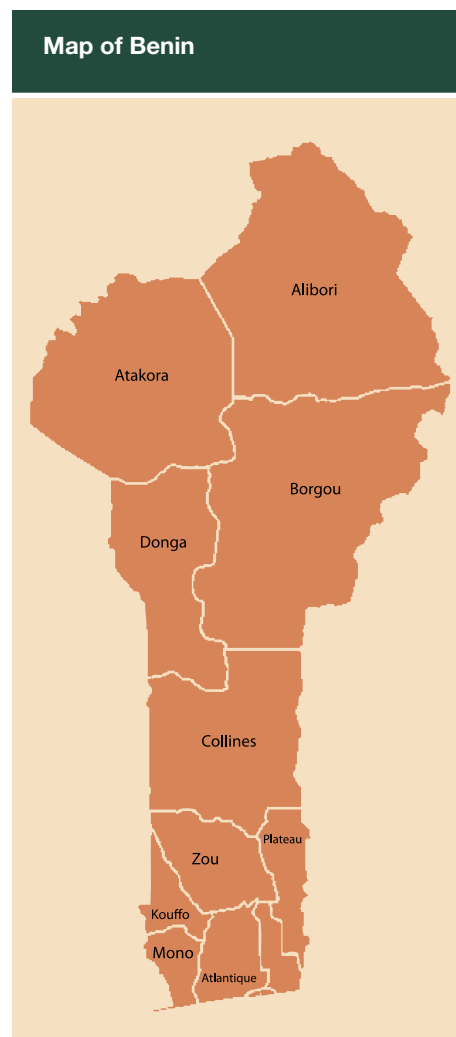 Map of Benin
Alibori
Atakora
Borgou
Donga
Collines
Plateau
Zou
Kouffo
Mono
Atlantique